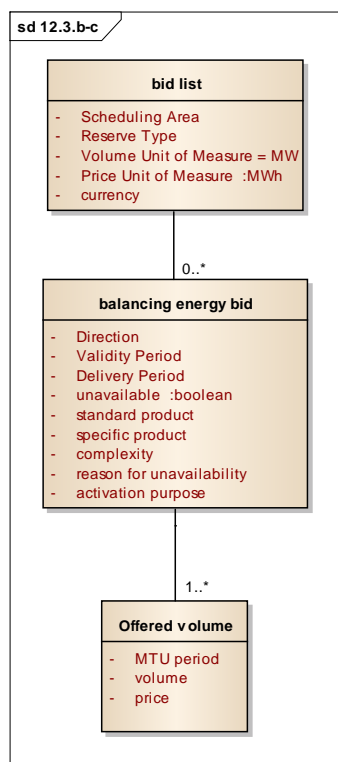 sd 12.3.b-c
bid list
- Scheduling Area
- Reserve Type
- Volume Unit of Measure = MW
- Price Unit of Measure :MWh
- currency
0..*
balancing energy bid
- Direction
- Validity Period
- Delivery Period
- unavailable :boolean
- standard product
- specific product
- complexity
- reason for unavailability
- activation purpose
1..*
Offered volume
- MTU period
- volume
- price